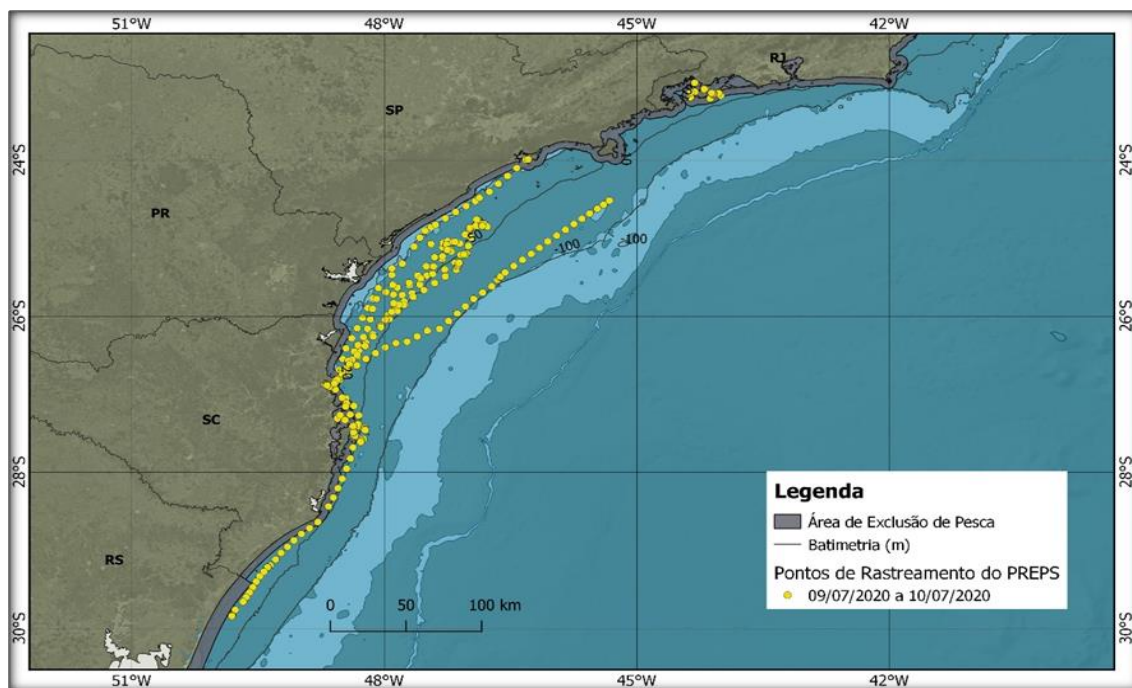 51°W 48°W 45°W 42°W
RJ
SP
24°S 24°S
PR
50
-100 -100
26°S 26°S
SC
28°S 28°S
Legenda
Área de Exclusão de Pesca
RS
Batimetria (m)
Pontos de Rastreamento do PREPS
0 50 100 km
09/07/2020 a 10/07/2020
30°S 30°S
51°W 48°W 45°W 42°W